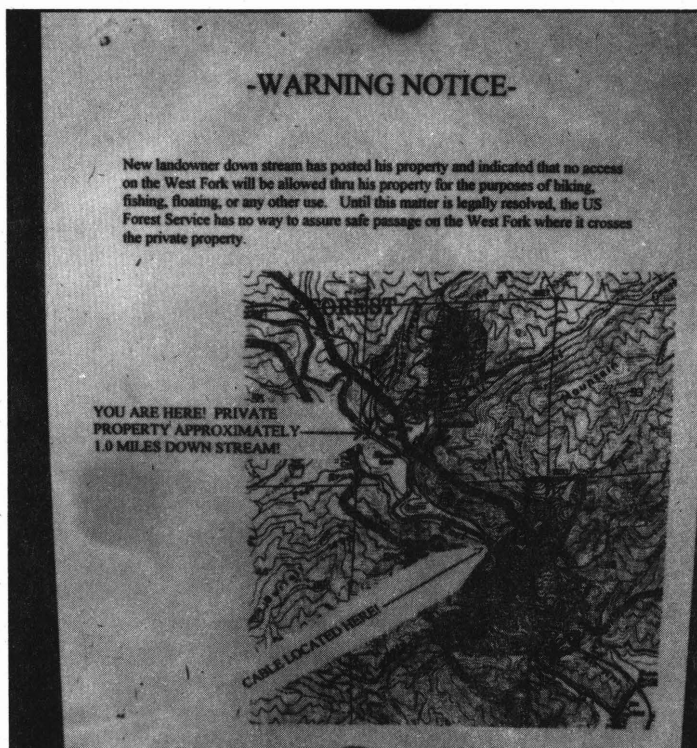 -WARNING NOTICE-
New landowner down stream has posted his property and indicated that no access
on the West Fork will be allowed thru his property for the purposes of hiking,
fishing, floating, or any other use. Until this matter is legally resolved, the US
Forest Service has no way to assure safe passage on the West Fork where it crosses
the private property.
FOREST
Mountain
YOU ARE HERE! PRIVATE
PROPERTY APPROXIMATELY
1.0 MILES DOWN STREAM!
CABLE LOCATED HERE!